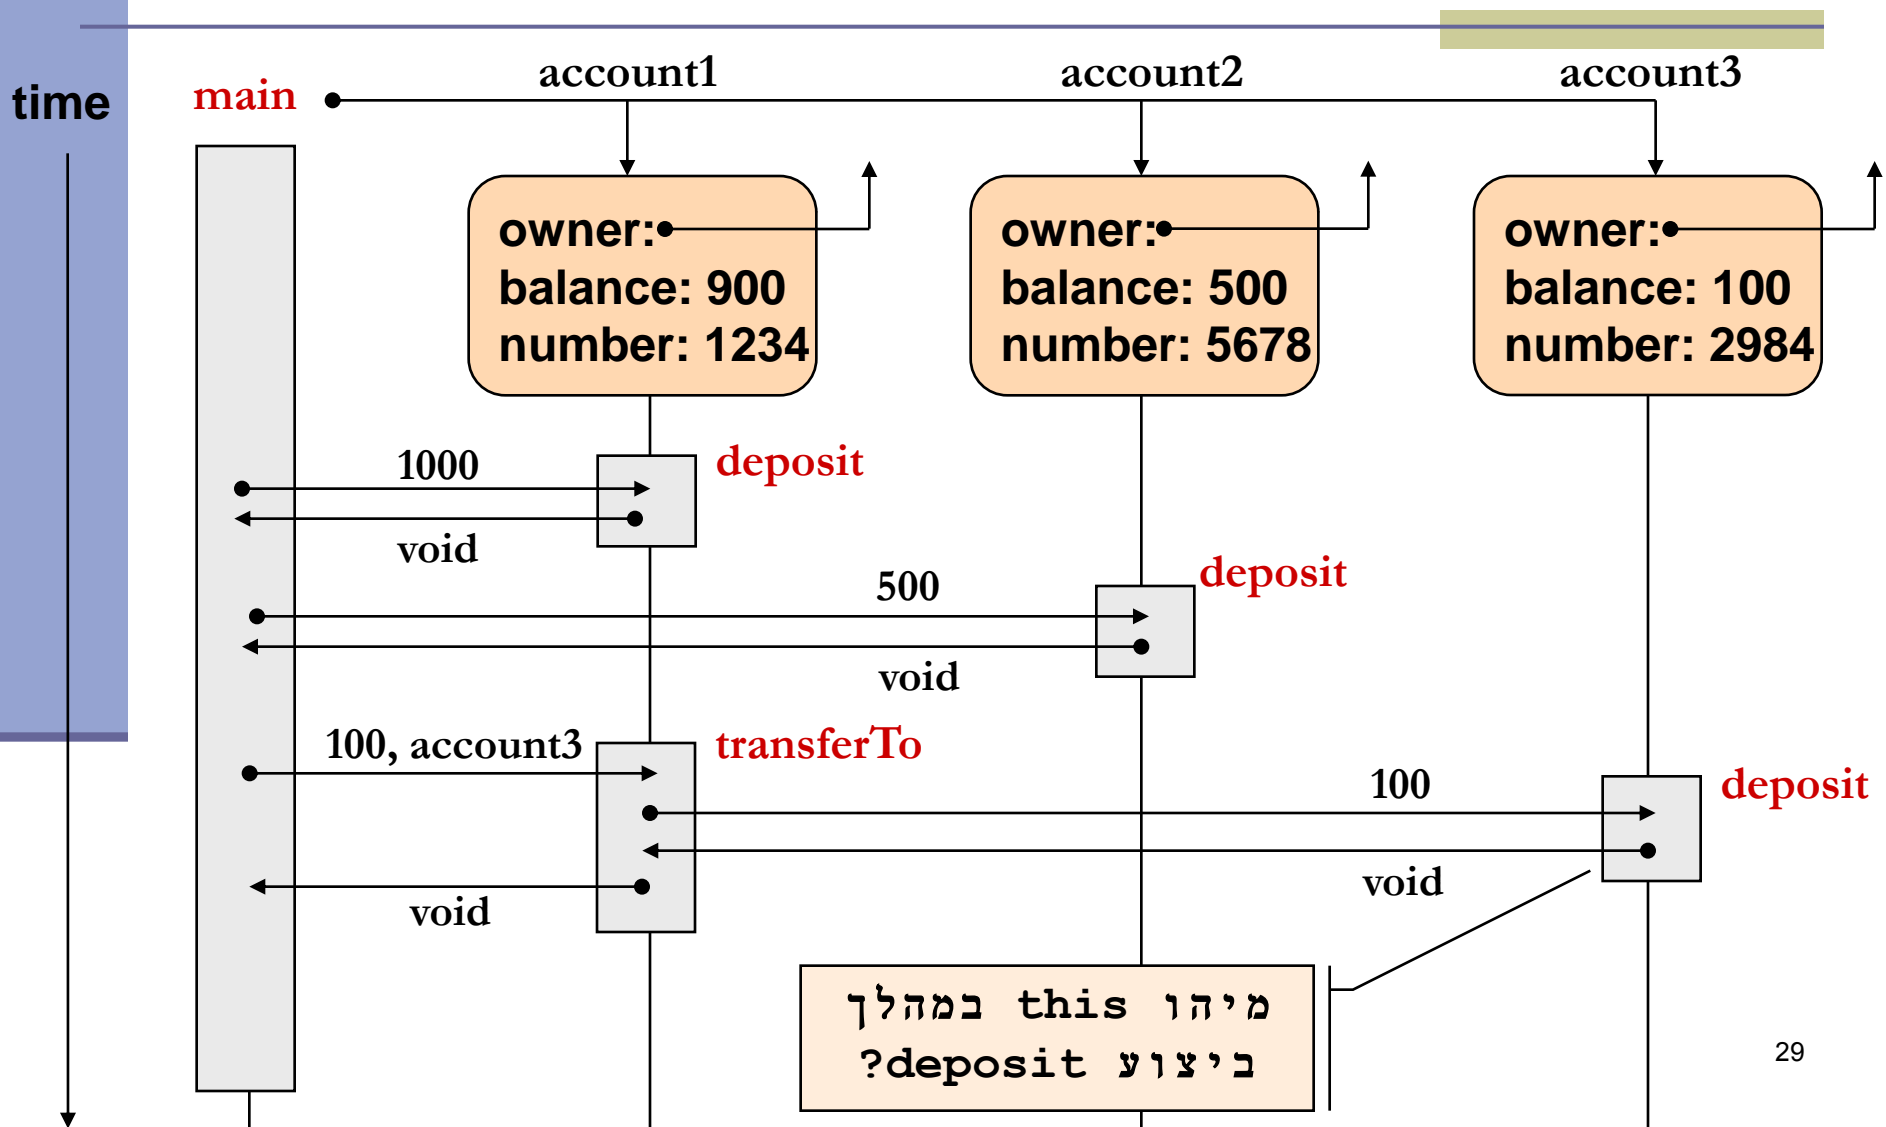 time
main
account1
account2
account3
owner:
balance: 900
number: 1234
owner:
balance: 500
number: 5678
owner:
balance: 100
number: 2984
1000
deposit
void
500
deposit
void
100, account3
transferTo
100
deposit
void
void
מיהו this במהלך
ביצוע deposit?
29